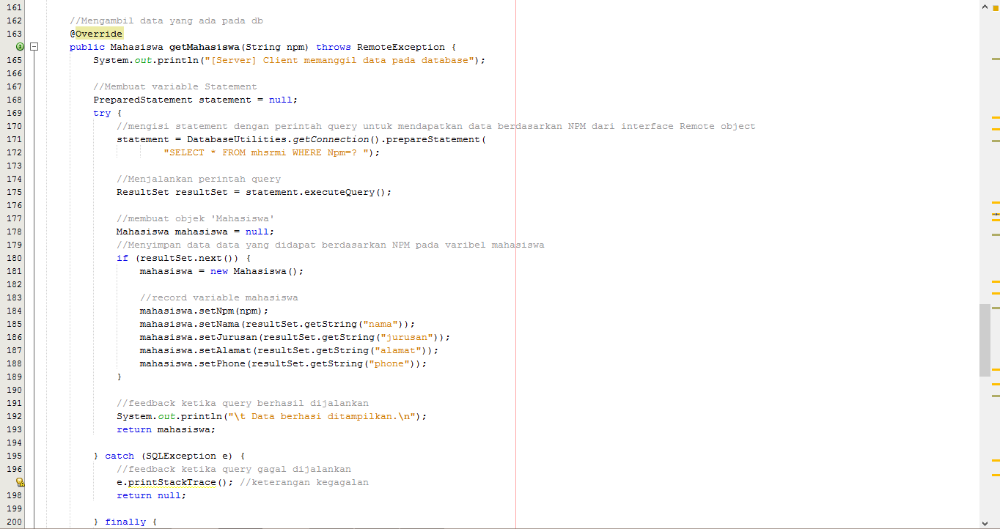 161
162 //Mengambil data yang ada pada db
163 @Override
public Mahasiswa getMahasiswa(String npm) throws RemoteException {
165 System.out.println("[Server] Client memanggil data pada database");
166
167 //Membuat variable Statement
168 PreparedStatement statement = null;
169 try {
170 //mengisi statement dengan perintah query untuk mendapatkan data berdasarkan NPM dari interface Remote object
171 statement = DatabaseUtilities.getConnection().prepareStatement(
172 "SELECT * FROM mhsrmi WHERE Npm=? ");
173
174 //Menjalankan perintah query
175 ResultSet resultSet = statement.executeQuery();
176
177 //membuat objek 'Mahasiswa'
178 Mahasiswa mahasiswa = null;
179 //Menyimpan data data yang didapat berdasarkan NPM pada varibel mahasiswa
180 if (resultSet.next()) {
181 mahasiswa = new Mahasiswa();
182
183 //record variable mahasiswa
184 mahasiswa.setNpm(npm);
185 mahasiswa.setNama(resultSet.getString("nama"));
186 mahasiswa.setJurusan(resultSet.getString("jurusan"));
187 mahasiswa.setAlamat(resultSet.getString("alamat"));
188 mahasiswa.setPhone(resultSet.getString("phone"));
189 }
190
191 //feedback ketika query berhasil dijalankan
192 System.out.println("\t Data berhasi ditampilkan.\n");
193 return mahasiswa;
194
195 } catch (SQLException e) {
196 //feedback ketika query gagal dijalankan
e.printStackTrace(); //keterangan kegagalan
198 return null;
199
200 } finally {